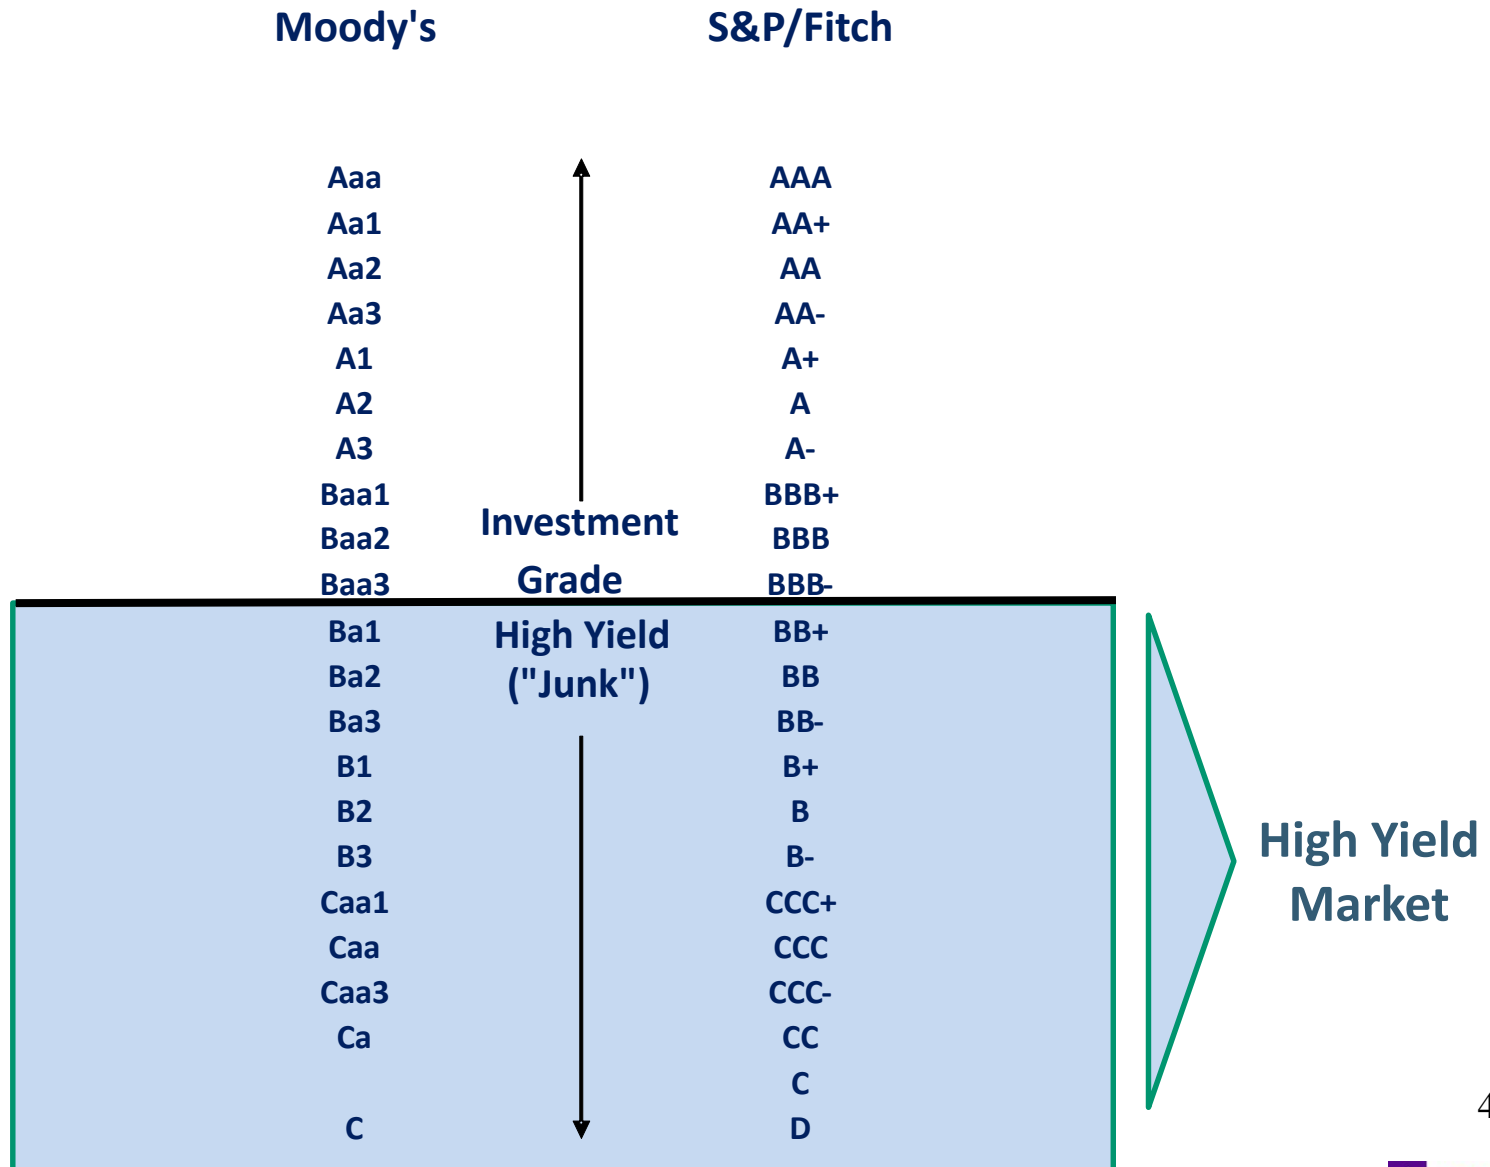 Moody's S&P/Fitch
Aaa AAA
Aa1 AA+
Aa2 AA
Aa3 AA-
A1 A+
A2 A
A3 A-
Baa1 BBB+
Investment
Baa2 BBB
Baa3 Grade BBB-
Ba1 High Yield BB+
Ba2 ("Junk") BB
Ba3 BB-
B1 B+
B2 B
B3 B-
High Yield
Caa1 CCC+
Market
Caa CCC
Caa3 CCC-
Ca CC
C
4
C D